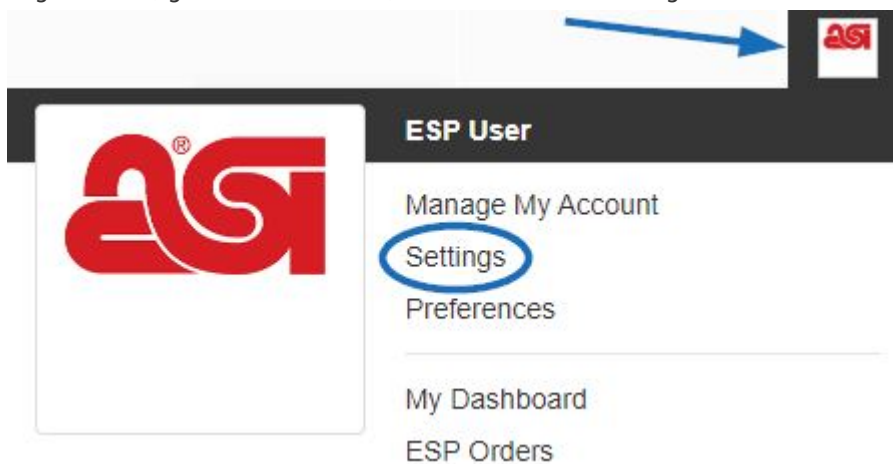 asi
ESP User
®
asi
Manage My Account
Settings
Preferences
My Dashboard
ESP Orders